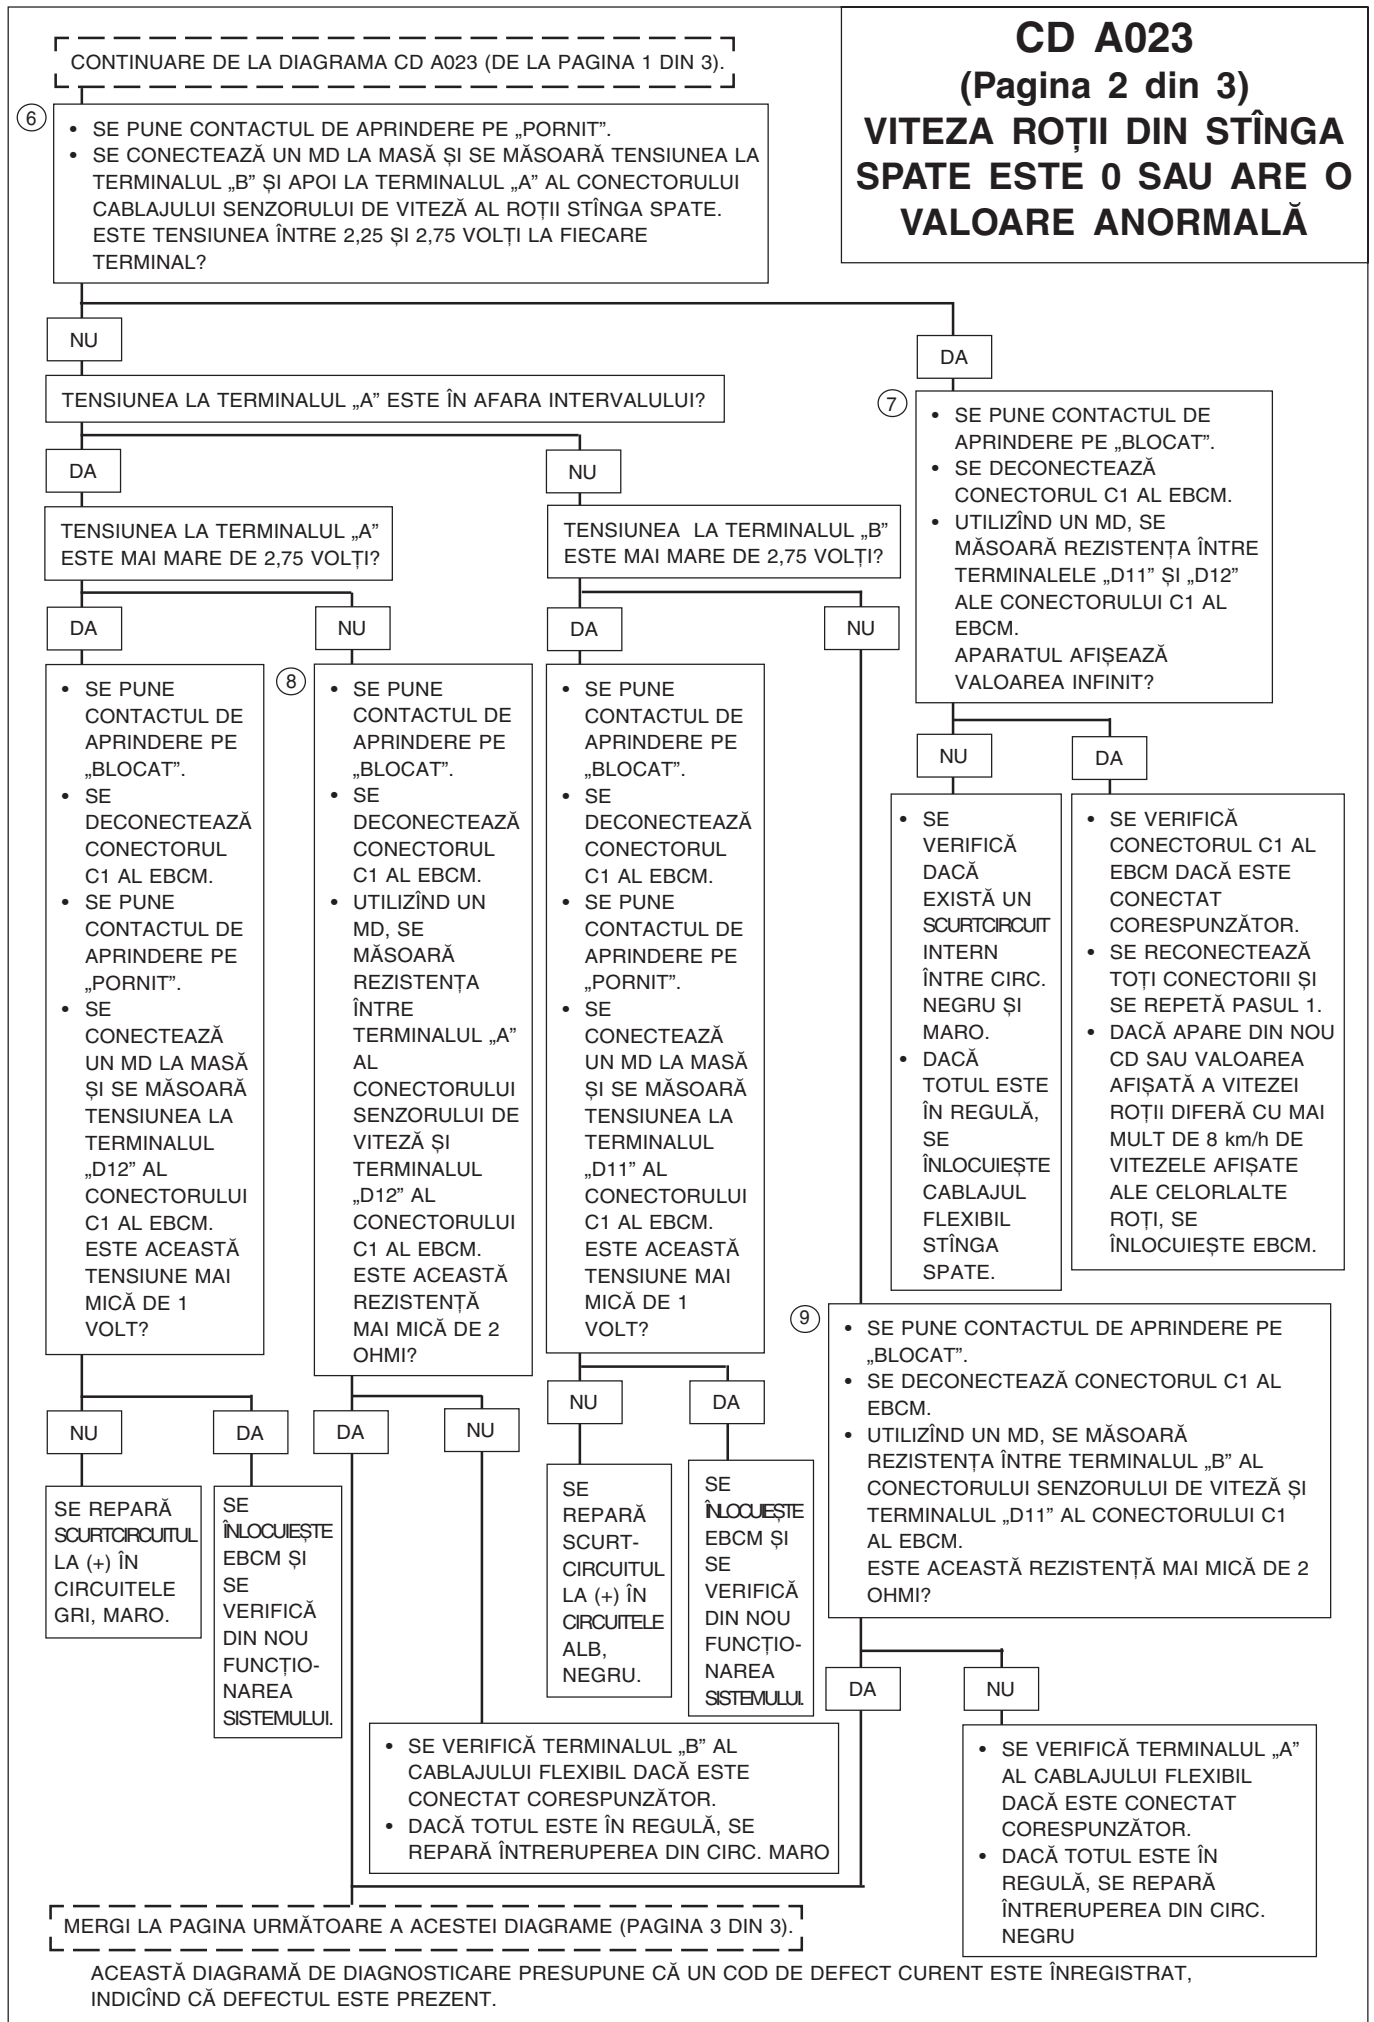 CD A023
(Pagina 2 din 3)
VITEZA ROȚII DIN STÎNGA
SPATE ESTE 0 SAU ARE O
VALOARE ANORMALĂ
CONTINUARE DE LA DIAGRAMA CD A023 (DE LA PAGINA 1 DIN 3).
6
• SE PUNE CONTACTUL DE APRINDERE PE „PORNIT”.
• SE CONECTEAZĂ UN MD LA MASĂ ȘI SE MĂSOARĂ TENSIUNEA LA
TERMINALUL „B” ȘI APOI LA TERMINALUL „A” AL CONECTORULUI
CABLAJULUI SENZORULUI DE VITEZĂ AL ROȚII STÎNGA SPATE.
ESTE TENSIUNEA ÎNTRE 2,25 ȘI 2,75 VOLȚI LA FIECARE
TERMINAL?
NU
DA
TENSIUNEA LA TERMINALUL „A” ESTE ÎN AFARA INTERVALULUI?
DA
NU
TENSIUNEA LA TERMINALUL „A”
ESTE MAI MARE DE 2,75 VOLȚI?
TENSIUNEA LA TERMINALUL „B”
ESTE MAI MARE DE 2,75 VOLȚI?
7
• SE PUNE CONTACTUL DE
APRINDERE PE „BLOCAT”.
• SE DECONECTEAZĂ
CONECTORUL C1 AL EBCM.
• UTILIZÎND UN MD, SE
MĂSOARĂ REZISTENȚA ÎNTRE
TERMINALELE „D11” ȘI „D12”
ALE CONECTORULUI C1 AL
EBCM.
APARATUL AFIȘEAZĂ
VALOAREA INFINIT?
DA
NU
DA
NU
• SE PUNE
CONTACTUL DE
APRINDERE PE
„BLOCAT”.
• SE
DECONECTEAZĂ
CONECTORUL
C1 AL EBCM.
• SE PUNE
CONTACTUL DE
APRINDERE PE
„PORNIT”.
• SE
CONECTEAZĂ
UN MD LA MASĂ
ȘI SE MĂSOARĂ
TENSIUNEA LA
TERMINALUL
„D12” AL
CONECTORULUI
C1 AL EBCM.
ESTE ACEASTĂ
TENSIUNE MAI
MICĂ DE 1
VOLT?
8
• SE PUNE
CONTACTUL DE
APRINDERE PE
„BLOCAT”.
• SE
DECONECTEAZĂ
CONECTORUL
C1 AL EBCM.
• UTILIZÎND UN
MD, SE
MĂSOARĂ
REZISTENȚA
ÎNTRE
TERMINALUL „A”
AL
CONECTORULUI
SENZORULUI DE
VITEZĂ ȘI
TERMINALUL
„D12” AL
CONECTORULUI
C1 AL EBCM.
ESTE ACEASTĂ
REZISTENȚĂ
MAI MICĂ DE 2
OHMI?
• SE PUNE
CONTACTUL DE
APRINDERE PE
„BLOCAT”.
• SE
DECONECTEAZĂ
CONECTORUL
C1 AL EBCM.
• SE PUNE
CONTACTUL DE
APRINDERE PE
„PORNIT”.
• SE
CONECTEAZĂ
UN MD LA MASĂ
ȘI SE MĂSOARĂ
TENSIUNEA LA
TERMINALUL
„D11” AL
CONECTORULUI
C1 AL EBCM.
ESTE ACEASTĂ
TENSIUNE MAI
MICĂ DE 1
VOLT?
NU
DA
• SE
VERIFICĂ
DACĂ
EXISTĂ UN
SCURTCIRCUIT
INTERN
ÎNTRE CIRC.
NEGRU ȘI
MARO.
• DACĂ
TOTUL ESTE
ÎN REGULĂ,
SE
ÎNLOCUIEȘTE
CABLAJUL
FLEXIBIL
STÎNGA
SPATE.
• SE VERIFICĂ
CONECTORUL C1 AL
EBCM DACĂ ESTE
CONECTAT
CORESPUNZĂTOR.
• SE RECONECTEAZĂ
TOȚI CONECTORII ȘI
SE REPETĂ PASUL 1.
• DACĂ APARE DIN NOU
CD SAU VALOAREA
AFIȘATĂ A VITEZEI
ROȚII DIFERĂ CU MAI
MULT DE 8 km/h DE
VITEZELE AFIȘATE
ALE CELORLALTE
ROȚI, SE
ÎNLOCUIEȘTE EBCM.
9
• SE PUNE CONTACTUL DE APRINDERE PE
„BLOCAT”.
• SE DECONECTEAZĂ CONECTORUL C1 AL
EBCM.
• UTILIZÎND UN MD, SE MĂSOARĂ
REZISTENȚA ÎNTRE TERMINALUL „B” AL
CONECTORULUI SENZORULUI DE VITEZĂ ȘI
TERMINALUL „D11” AL CONECTORULUI C1
AL EBCM.
ESTE ACEASTĂ REZISTENȚĂ MAI MICĂ DE 2
OHMI?
NU
DA
DA
NU
NU
DA
SE REPARĂ
SCURTCIRCUITUL
LA (+) ÎN
CIRCUITELE
GRI, MARO.
SE
ÎNLOCUIEȘTE
EBCM ȘI
SE
VERIFICĂ
DIN NOU
FUNCȚIO-
NAREA
SISTEMULUI.
SE
REPARĂ
SCURT-
CIRCUITUL
LA (+) ÎN
CIRCUITELE
ALB,
NEGRU.
SE
ÎNLOCUIEȘTE
EBCM ȘI
SE
VERIFICĂ
DIN NOU
FUNCȚIO-
NAREA
SISTEMULUI.
DA
NU
• SE VERIFICĂ TERMINALUL „B” AL
CABLAJULUI FLEXIBIL DACĂ ESTE
CONECTAT CORESPUNZĂTOR.
• DACĂ TOTUL ESTE ÎN REGULĂ, SE
REPARĂ ÎNTRERUPEREA DIN CIRC. MARO
• SE VERIFICĂ TERMINALUL „A”
AL CABLAJULUI FLEXIBIL
DACĂ ESTE CONECTAT
CORESPUNZĂTOR.
• DACĂ TOTUL ESTE ÎN
REGULĂ, SE REPARĂ
ÎNTRERUPEREA DIN CIRC.
NEGRU
MERGI LA PAGINA URMĂTOARE A ACESTEI DIAGRAME (PAGINA 3 DIN 3).
ACEASTĂ DIAGRAMĂ DE DIAGNOSTICARE PRESUPUNE CĂ UN COD DE DEFECT CURENT ESTE ÎNREGISTRAT,
INDICÎND CĂ DEFECTUL ESTE PREZENT.